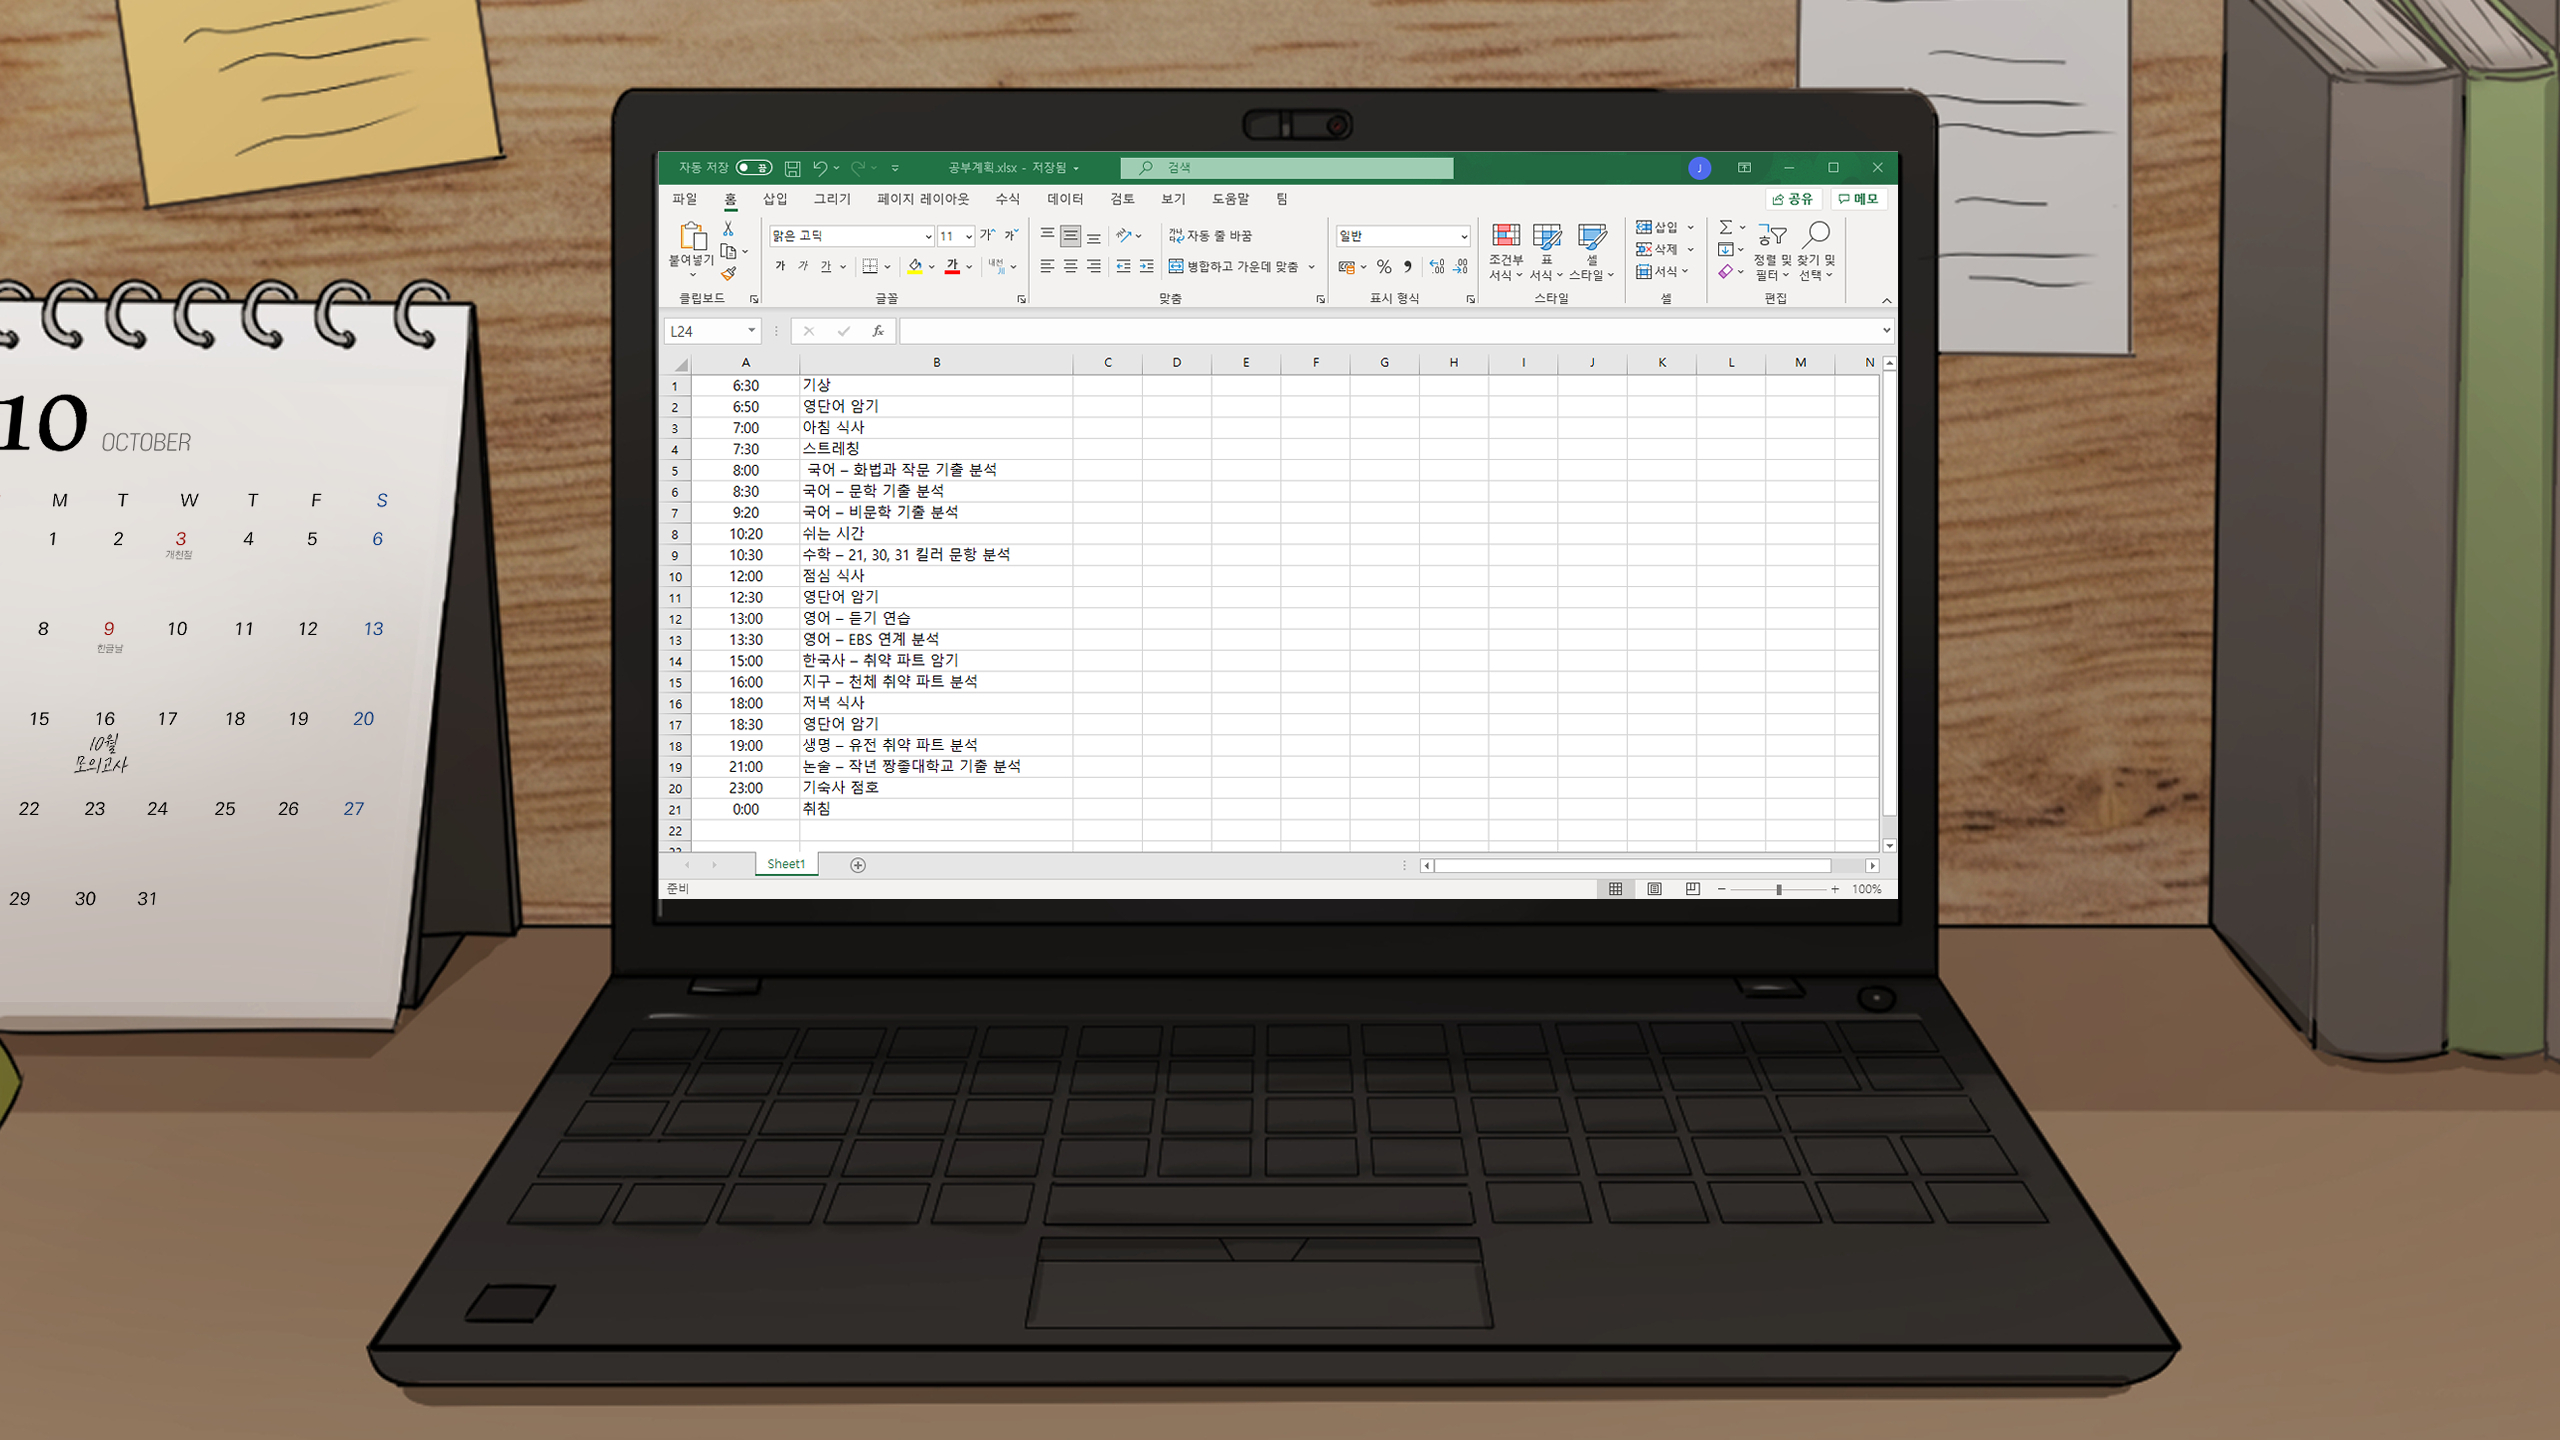 10 OCTOBER
M T W T F S
1 2 3 4 5 6
개천절
8 9 10 11 12 13
한글날
15 16 17 18 19 20
10월
모의고사
22 23 24 25 26 27
29 30 31
자동 저장 끔 공부계획.xlsx - 저장됨 검색 J
파일 홈 삽입 그리기 페이지 레이아웃 수식 데이터 검토 보기 도움말 팀 공유 메모
붙여넣기 맑은 고딕 11 가 가 자동 줄 바꿈 일반 조건부 서식 표 서식 셀 스타일 삽입 정렬 및 필터 찾기 및 선택
가 가 가 가 내천 병합하고 가운데 맞춤 % 삭제
서식
클립보드 글꼴 맞춤 표시 형식 스타일 셀 편집
L24 fx
A B C D E F G H I J K L M N
1 6:30 기상
2 6:50 영단어 암기
3 7:00 아침 식사
4 7:30 스트레칭
5 8:00 국어 – 화법과 작문 기출 분석
6 8:30 국어 – 문학 기출 분석
7 9:20 국어 – 비문학 기출 분석
8 10:20 쉬는 시간
9 10:30 수학 – 21, 30, 31 킬러 문항 분석
10 12:00 점심 식사
11 12:30 영단어 암기
12 13:00 영어 – 듣기 연습
13 13:30 영어 – EBS 연계 분석
14 15:00 한국사 – 취약 파트 암기
15 16:00 지구 – 천체 취약 파트 분석
16 18:00 저녁 식사
17 18:30 영단어 암기
18 19:00 생명 – 유전 취약 파트 분석
19 21:00 논술 – 작년 짱좋대학교 기출 분석
20 23:00 기숙사 점호
21 0:00 취침
22
Sheet1
준비 100%